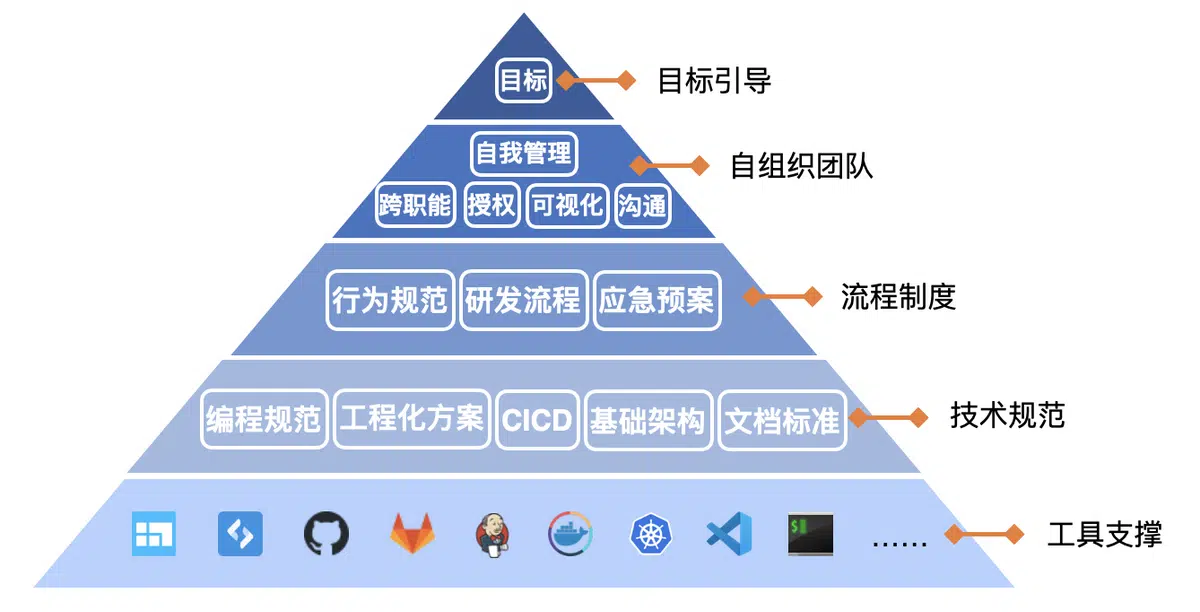 目标
目标引导
自我管理
自组织团队
跨职能 授权 可视化 沟通
行为规范 研发流程 应急预案
流程制度
编程规范 工程化方案 CICD 基础架构 文档标准
技术规范
$
......
工具支撑